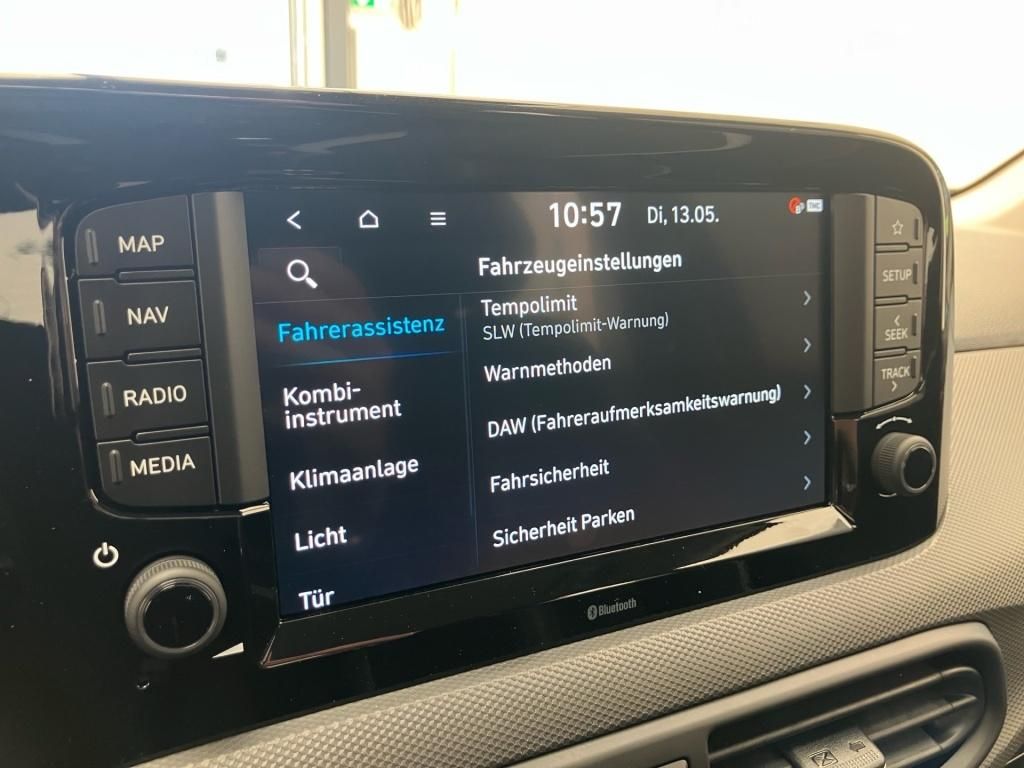 10:57 Di, 13.05.
TMC
Fahrzeugeinstellungen
Fahrerassistenz
Kombi-
instrument
Klimaanlage
Licht
Tür
Tempolimit
SLW (Tempolimit-Warnung)
Warnmethoden
DAW (Fahreraufmerksamkeitswarnung)
Fahrsicherheit
Sicherheit Parken
MAP
NAV
RADIO
MEDIA
SETUP
SEEK
TRACK
Bluetooth